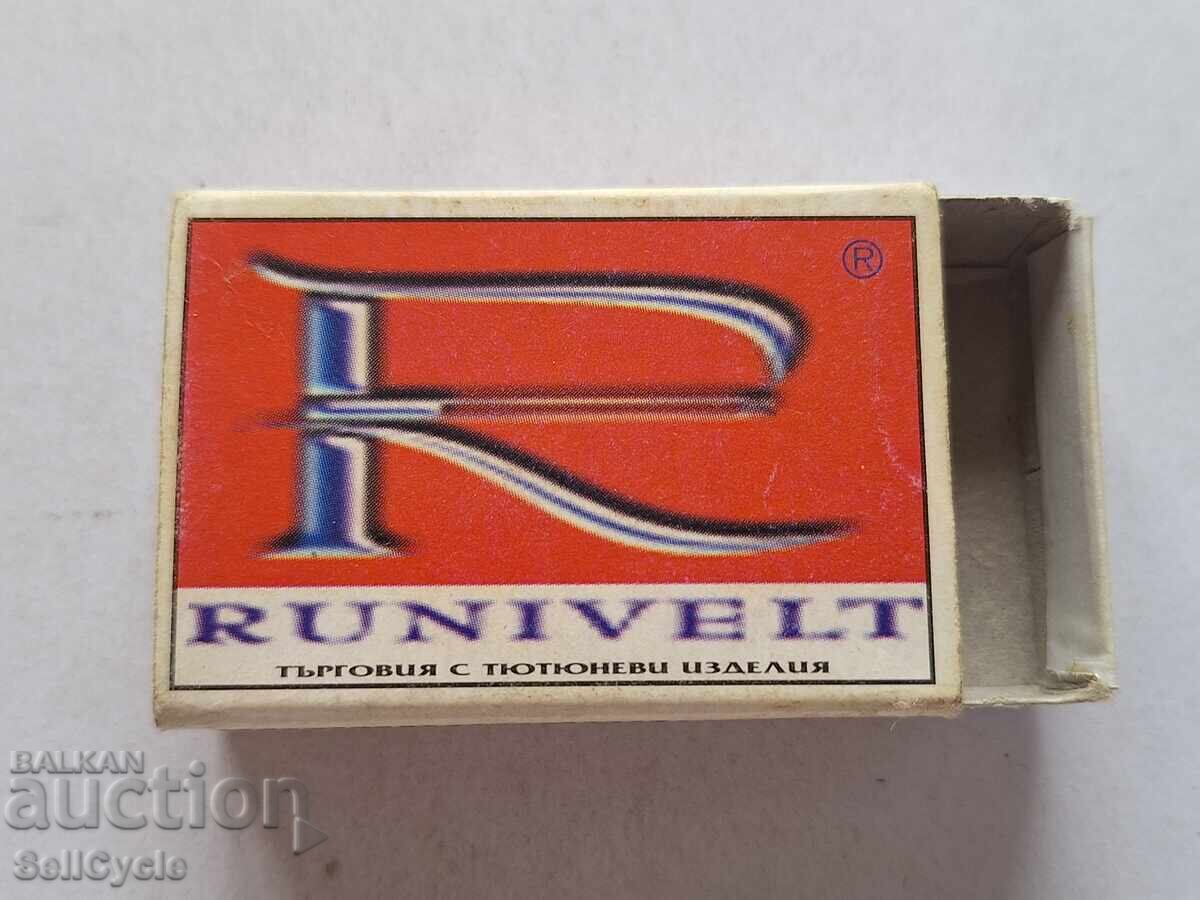 R
®
RUNIVELT
ТЪРГОВИЯ С ТЮТЮНЕВИ ИЗДЕЛИЯ
BALKAN
auction
SellCycle